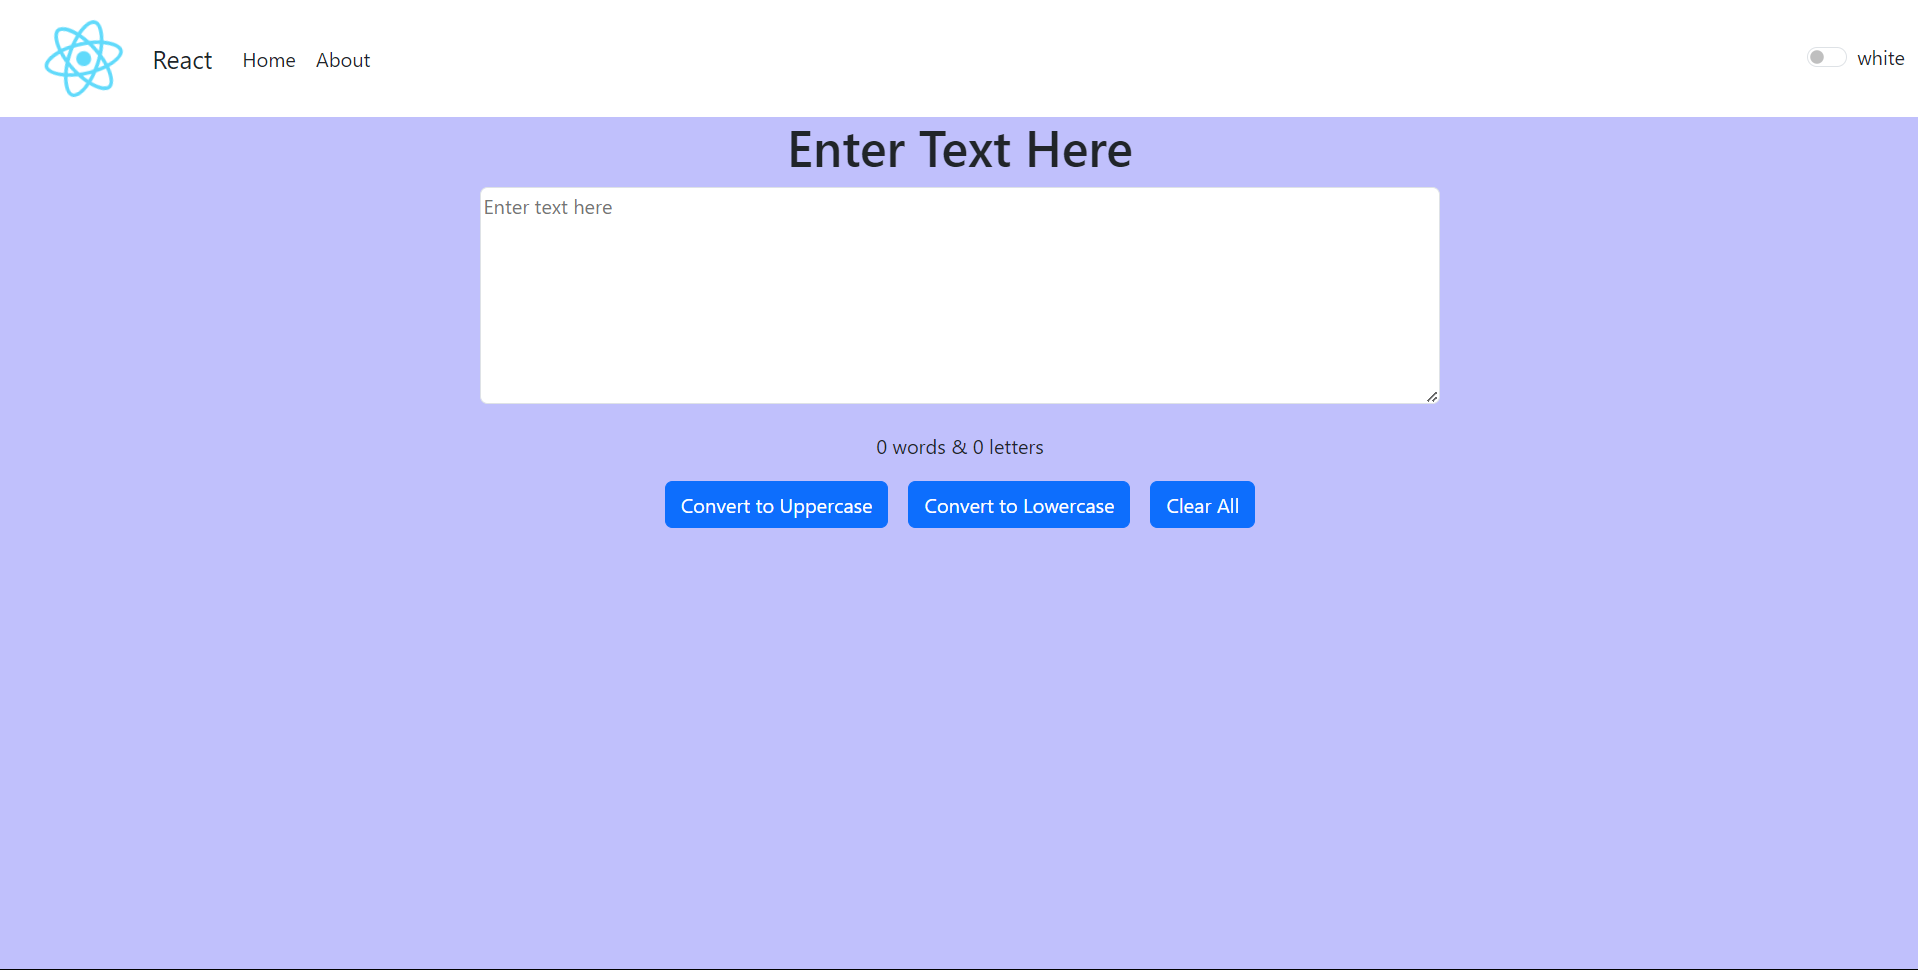 React Home About white
Enter Text Here
Enter text here
0 words & 0 letters
Convert to Uppercase Convert to Lowercase Clear All